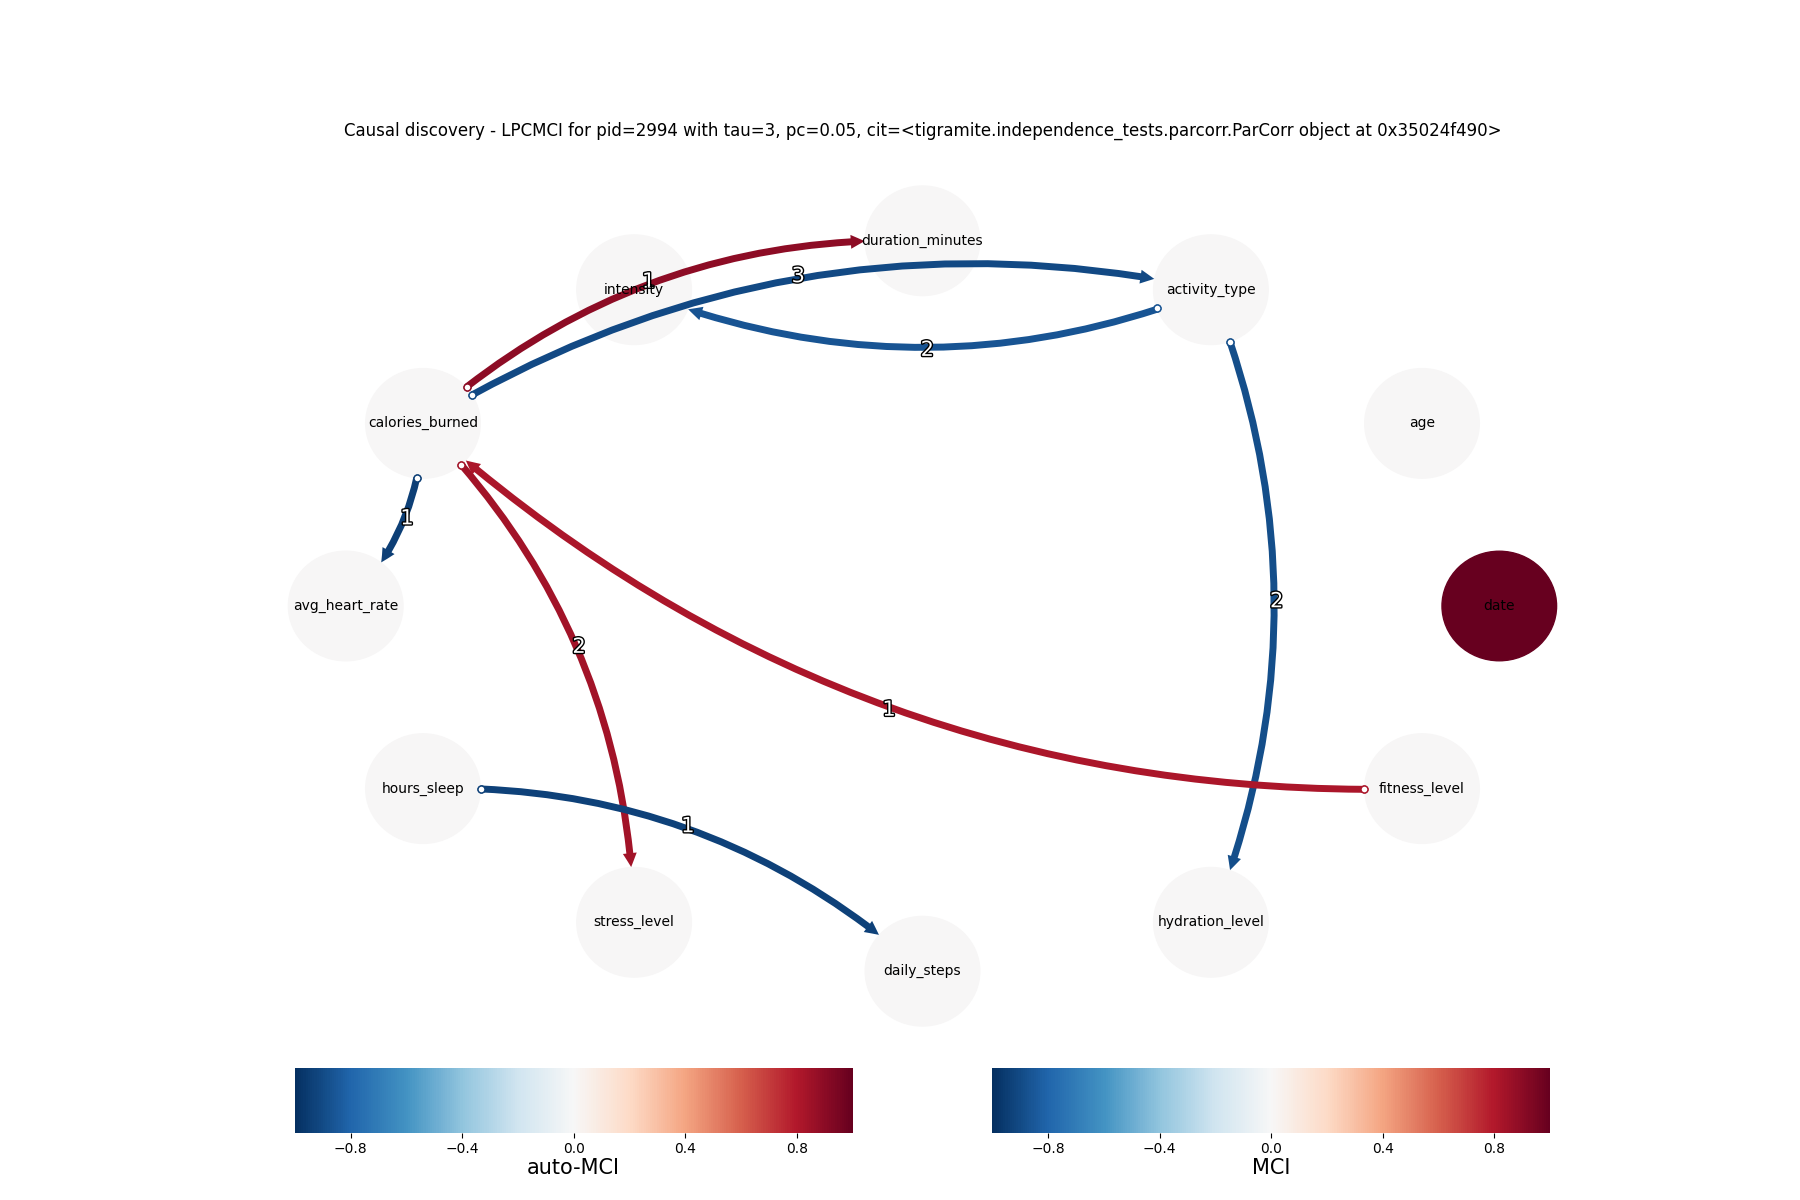 Causal discovery - LPCMCI for pid=2994 with tau=3, pc=0.05, cit=<tigramite.independence_tests.parcorr.ParCorr object at 0x35024f490>
duration_minutes
1
3
intensity
activity_type
2
calories_burned
age
1
avg_heart_rate
2
date
2
1
hours_sleep
fitness_level
1
stress_level
hydration_level
daily_steps
−0.8 −0.4 0.0 0.4 0.8
auto-MCI
−0.8 −0.4 0.0 0.4 0.8
MCI